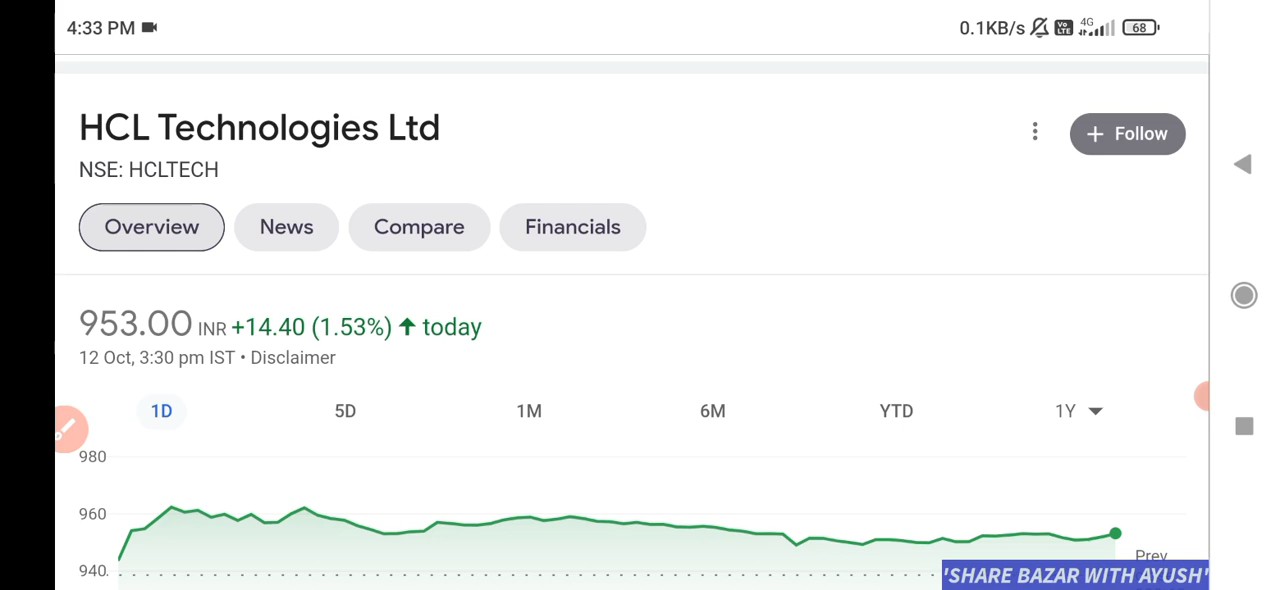 4:33 PM 0.1KB/s Vo LTE 4G 68
HCL Technologies Ltd
+ Follow
NSE: HCLTECH
Overview News Compare Financials
953.00 INR +14.40 (1.53%) ↑ today
12 Oct, 3:30 pm IST • Disclaimer
1D 5D 1M 6M YTD 1Y
980
960
Prev
940
'SHARE BAZAR WITH AYUSH'